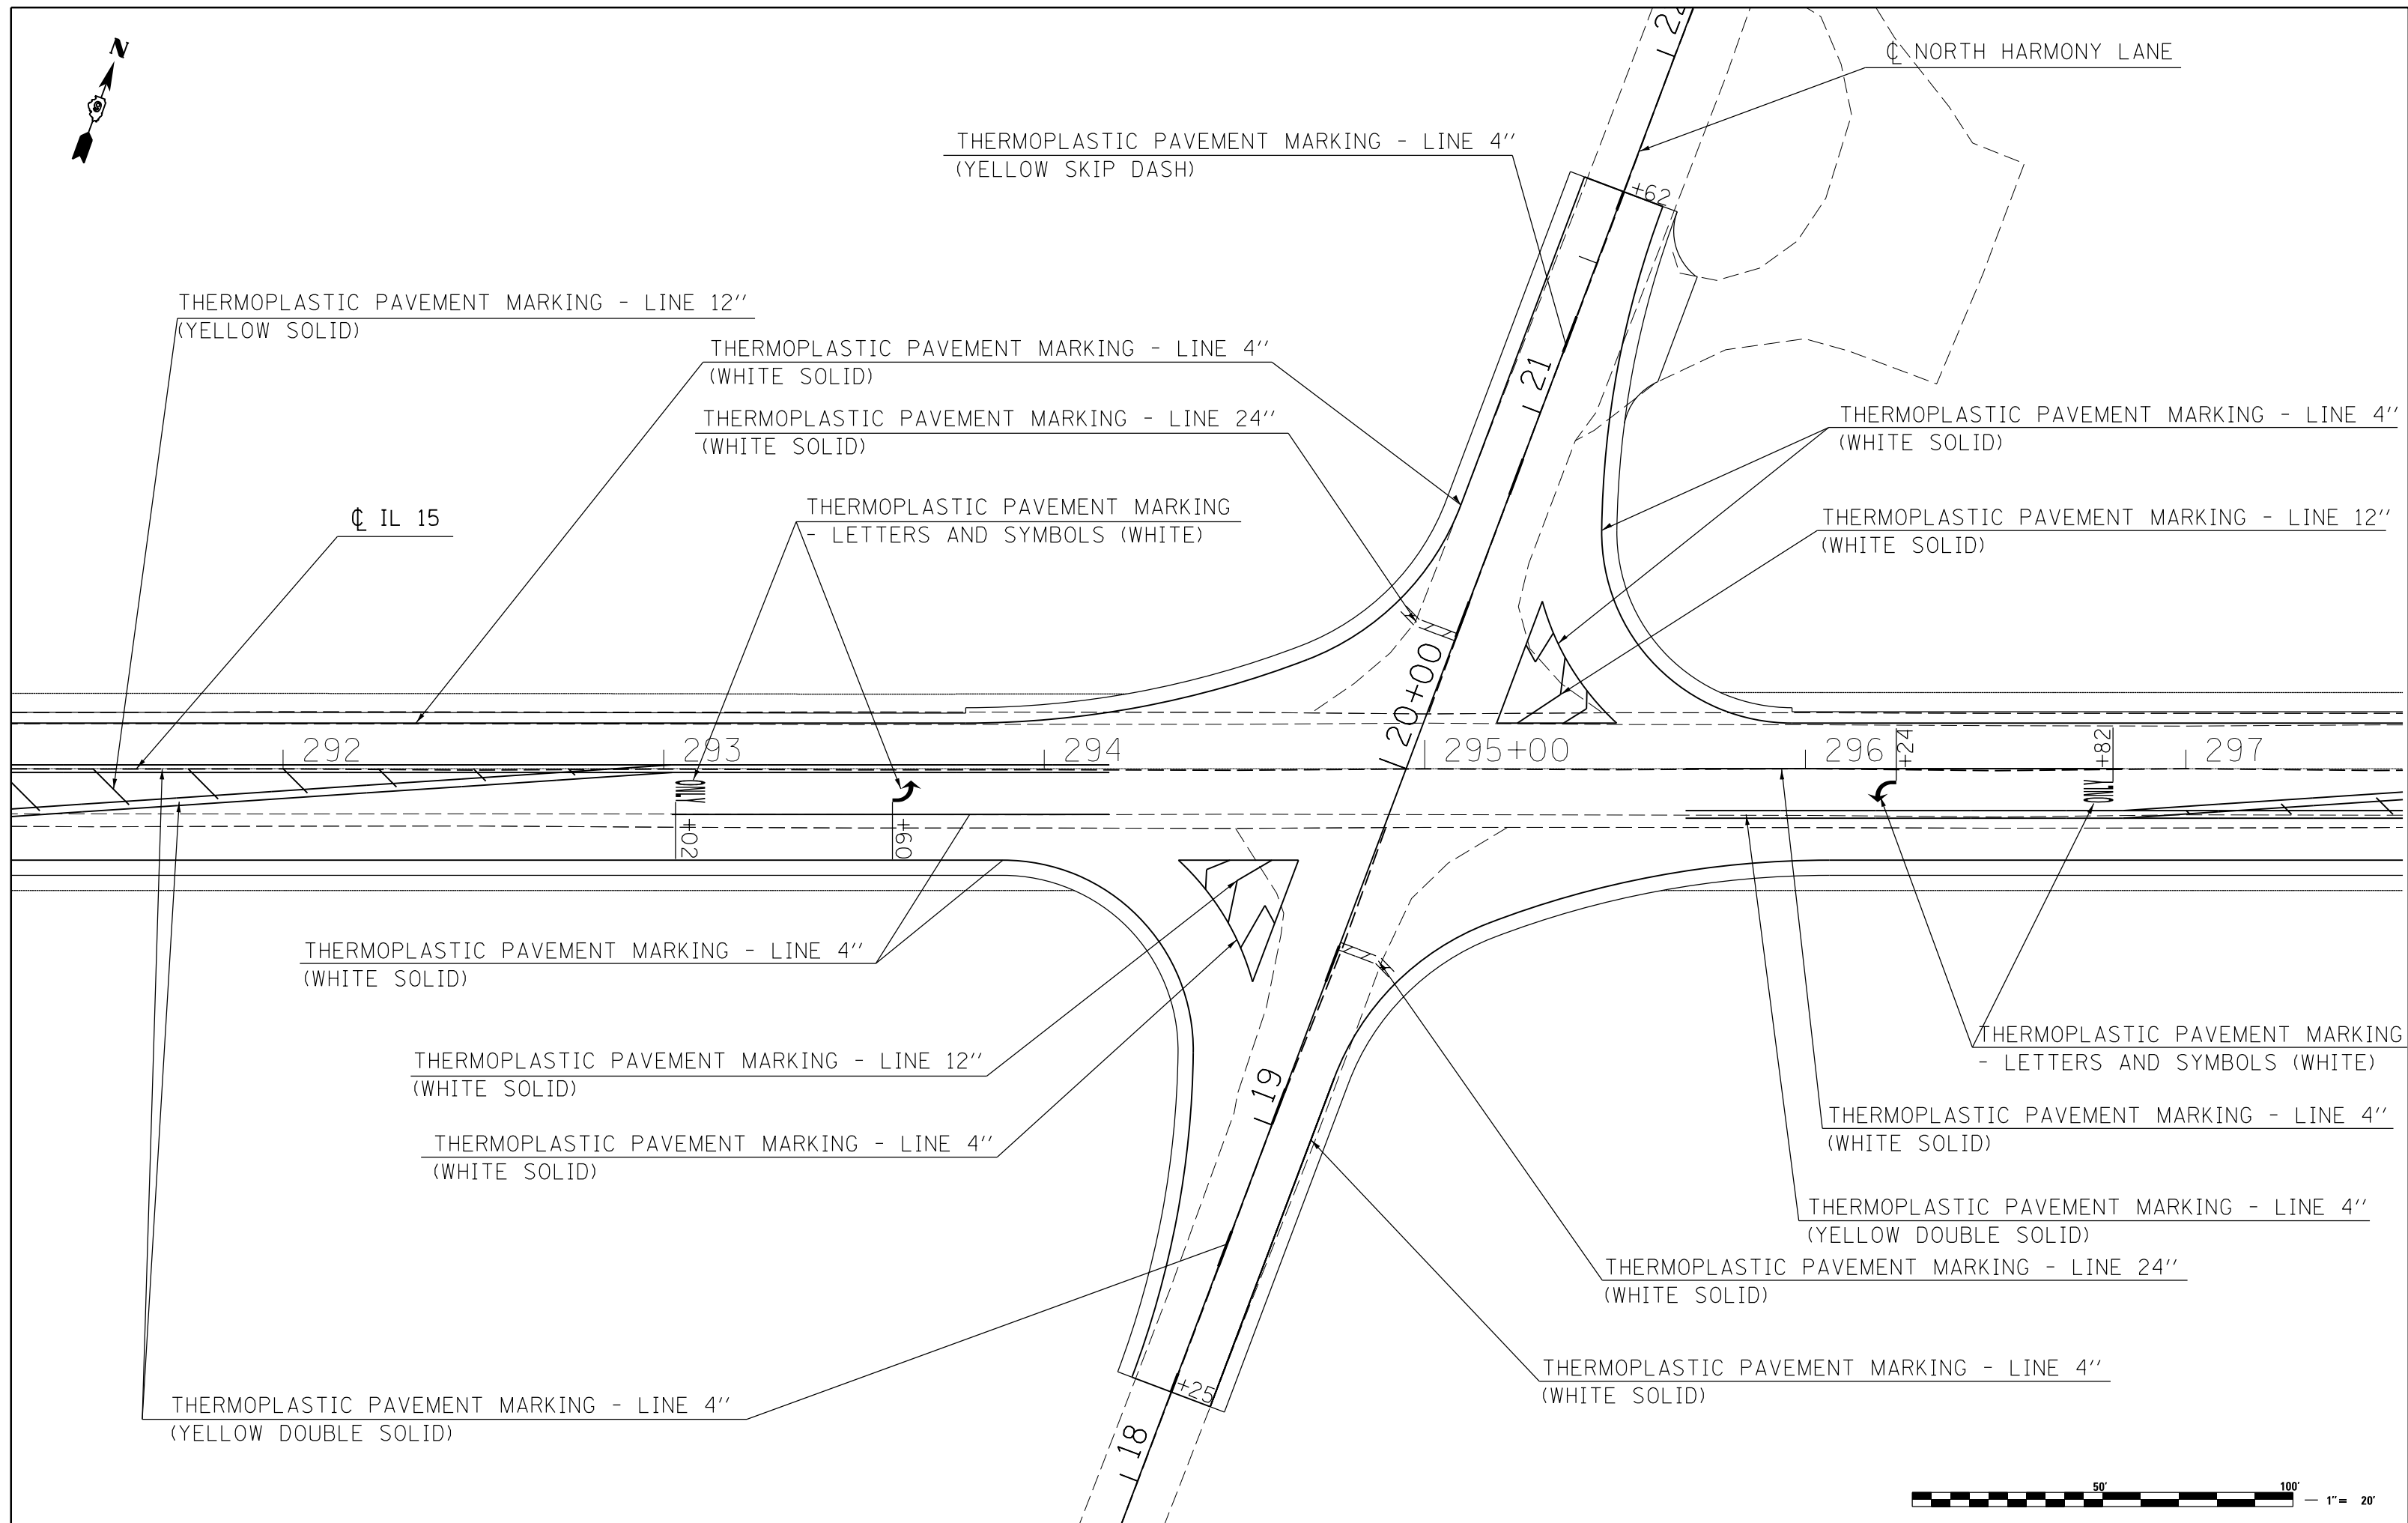 N
℄ NORTH HARMONY LANE
THERMOPLASTIC PAVEMENT MARKING - LINE 4''
(YELLOW SKIP DASH)
+62
THERMOPLASTIC PAVEMENT MARKING - LINE 12''
(YELLOW SOLID)
THERMOPLASTIC PAVEMENT MARKING - LINE 4''
(WHITE SOLID)
21
THERMOPLASTIC PAVEMENT MARKING - LINE 24''
(WHITE SOLID)
THERMOPLASTIC PAVEMENT MARKING - LINE 4''
(WHITE SOLID)
℄ IL 15
THERMOPLASTIC PAVEMENT MARKING
- LETTERS AND SYMBOLS (WHITE)
THERMOPLASTIC PAVEMENT MARKING - LINE 12''
(WHITE SOLID)
20+00
292
293
294
295+00
296
+24
+82
297
ONLY
ONLY
+02
+60
THERMOPLASTIC PAVEMENT MARKING - LINE 4''
(WHITE SOLID)
THERMOPLASTIC PAVEMENT MARKING
- LETTERS AND SYMBOLS (WHITE)
THERMOPLASTIC PAVEMENT MARKING - LINE 12''
(WHITE SOLID)
19
THERMOPLASTIC PAVEMENT MARKING - LINE 4''
(WHITE SOLID)
THERMOPLASTIC PAVEMENT MARKING - LINE 4''
(WHITE SOLID)
THERMOPLASTIC PAVEMENT MARKING - LINE 4''
(YELLOW DOUBLE SOLID)
THERMOPLASTIC PAVEMENT MARKING - LINE 24''
(WHITE SOLID)
THERMOPLASTIC PAVEMENT MARKING - LINE 4''
(WHITE SOLID)
+25
THERMOPLASTIC PAVEMENT MARKING - LINE 4''
(YELLOW DOUBLE SOLID)
18
50'
100'
1"= 20'